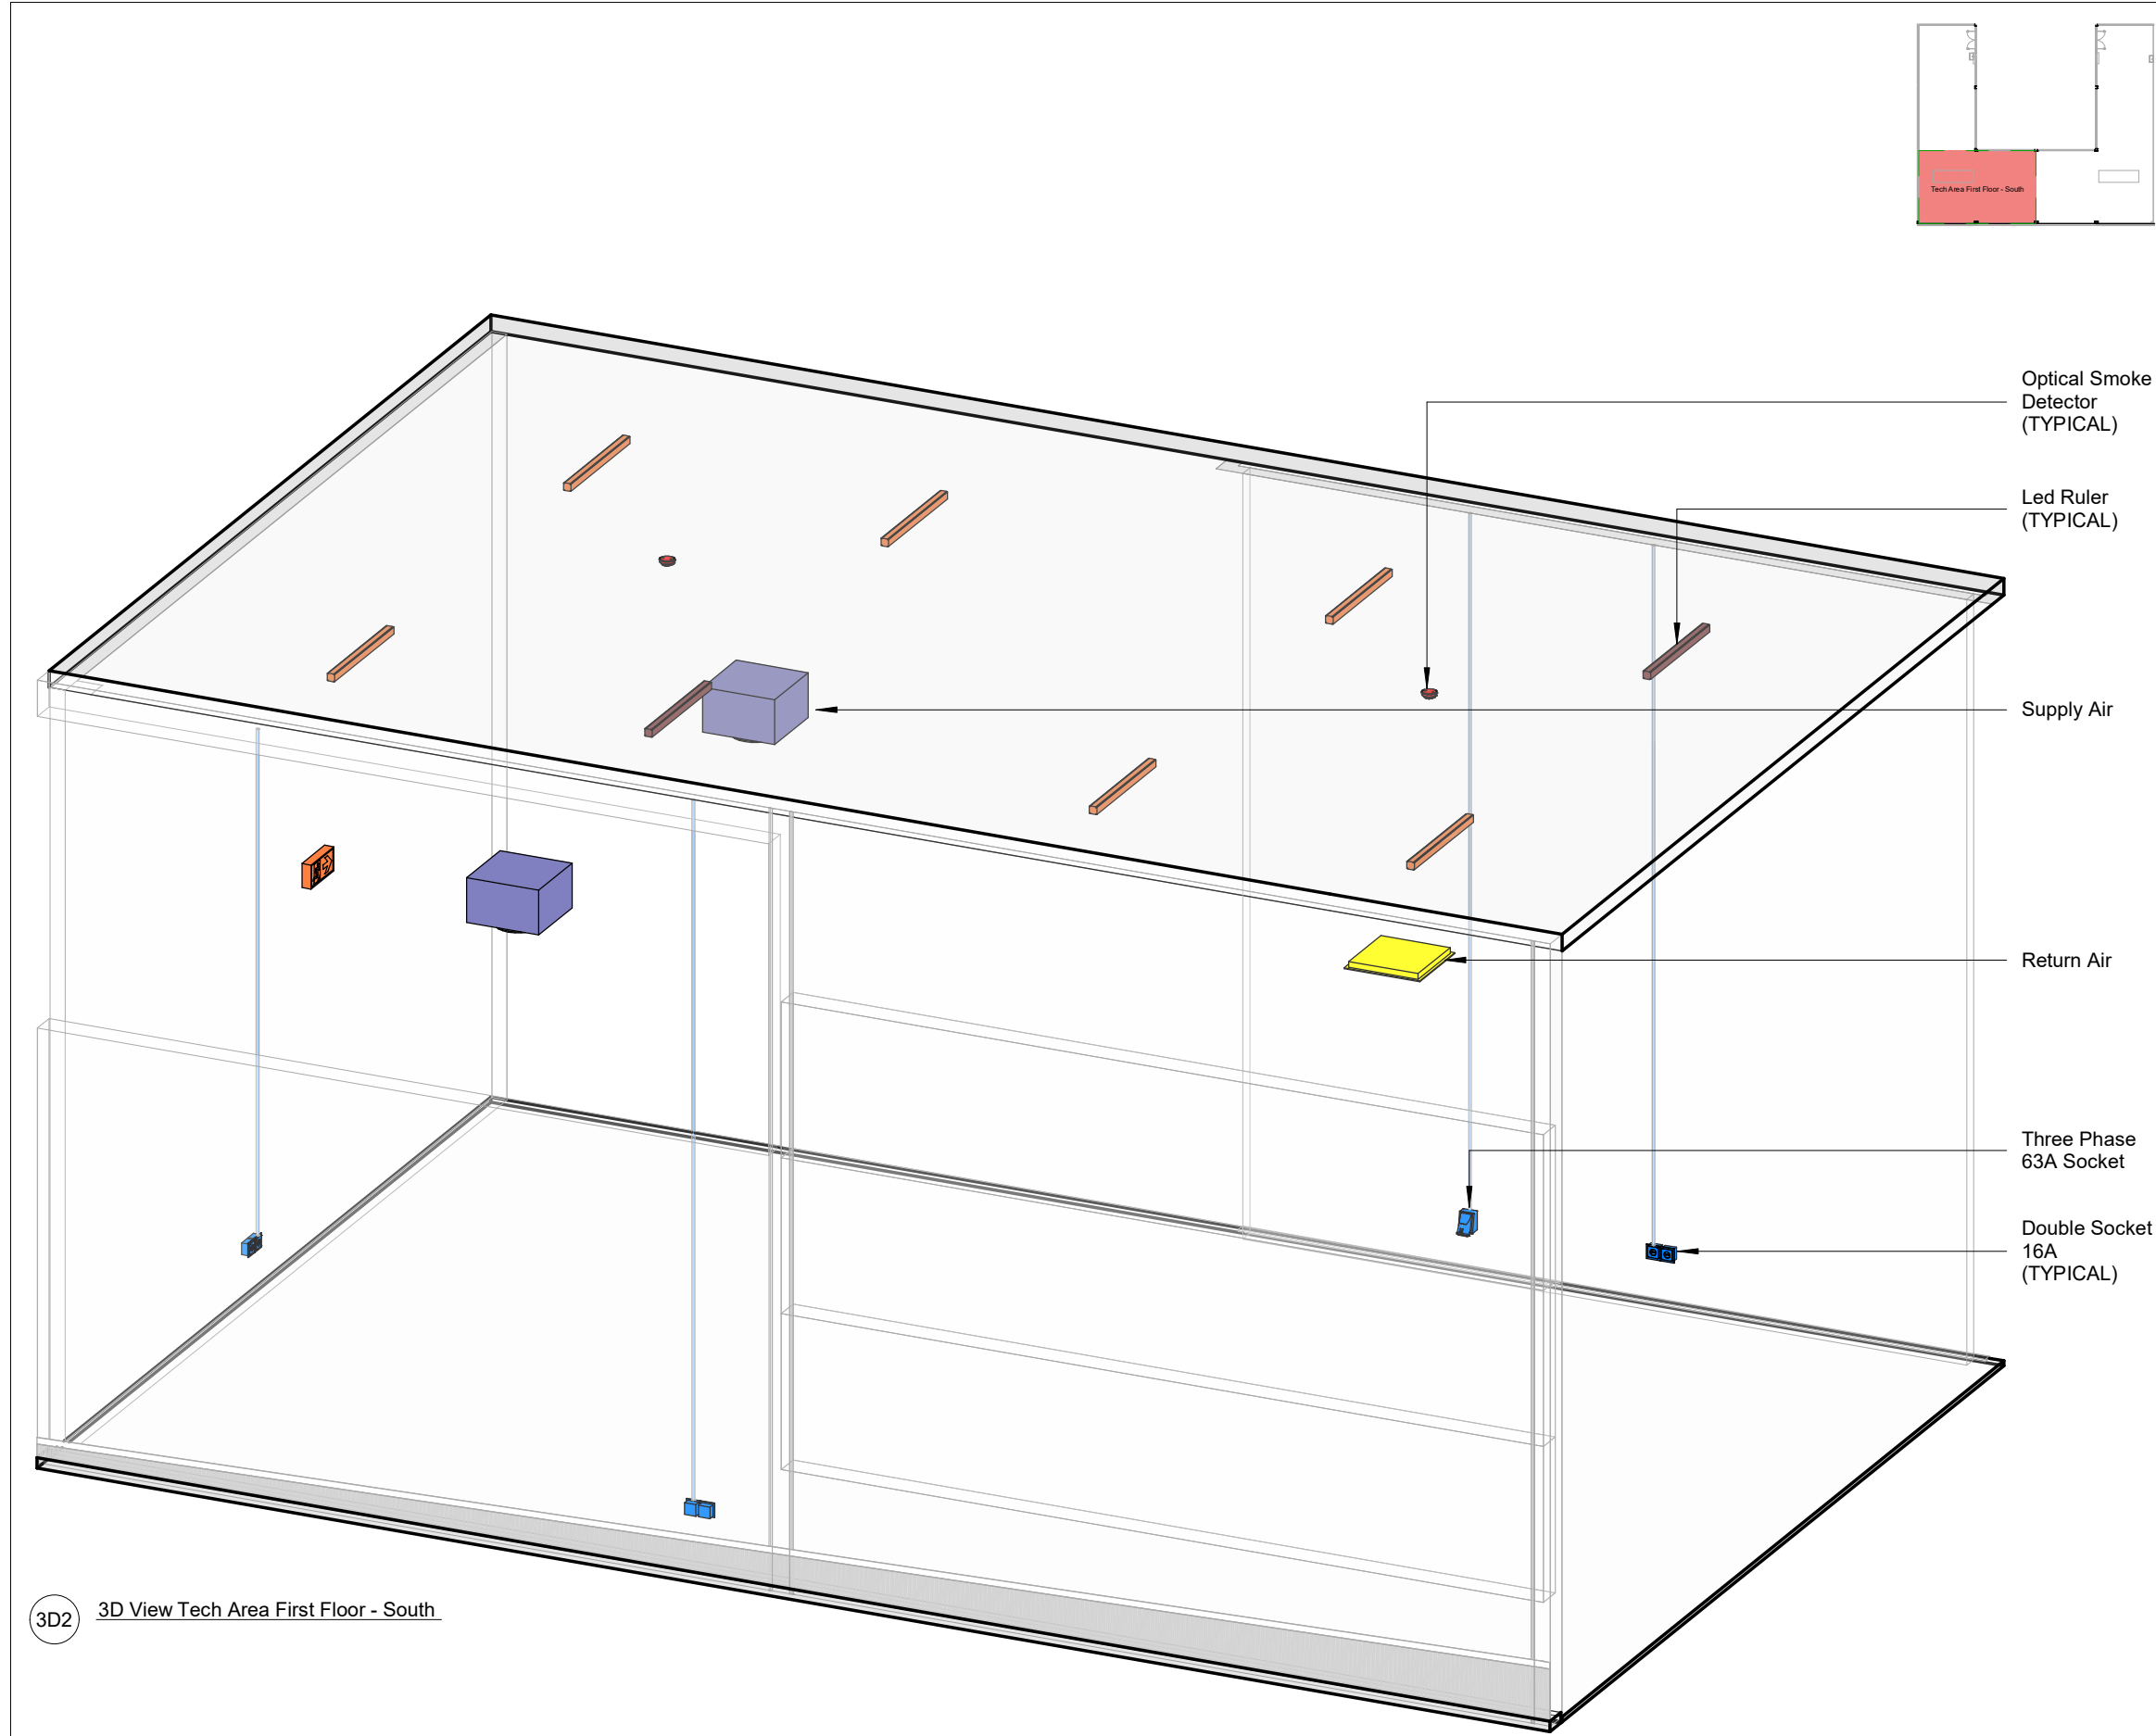 Tech Area First Floor - South
Optical Smoke
Detector
(TYPICAL)
Led Ruler
(TYPICAL)
Supply Air
Return Air
Three Phase
63A Socket
Double Socket
16A
(TYPICAL)
3D2
3D View Tech Area First Floor - South